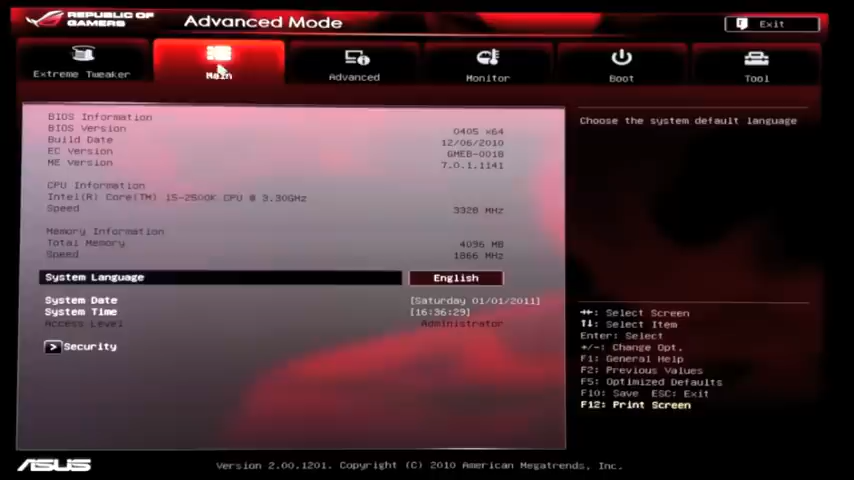 REPUBLIC OF GAMERS
Advanced Mode
Exit
Extreme Tweaker
Main
Advanced
Monitor
Boot
Tool
BIOS Information
BIOS Version 0405 x64
Build Date 12/06/2010
EC Version GMEB-0018
ME Version 7.0.1.1141
CPU Information
Intel(R) Core(TM) i5-2500K CPU @ 3.30GHz
Speed 3328 MHz
Memory Information
Total Memory 4096 MB
Speed 1866 MHz
System Language English
System Date [Saturday 01/01/2011]
System Time [16:36:29]
Access Level Administrator
> Security
Choose the system default language
→←: Select Screen
↑↓: Select Item
Enter: Select
+/-: Change Opt.
F1: General Help
F2: Previous Values
F5: Optimized Defaults
F10: Save ESC: Exit
F12: Print Screen
ASUS
Version 2.00.1201. Copyright (C) 2010 American Megatrends, Inc.